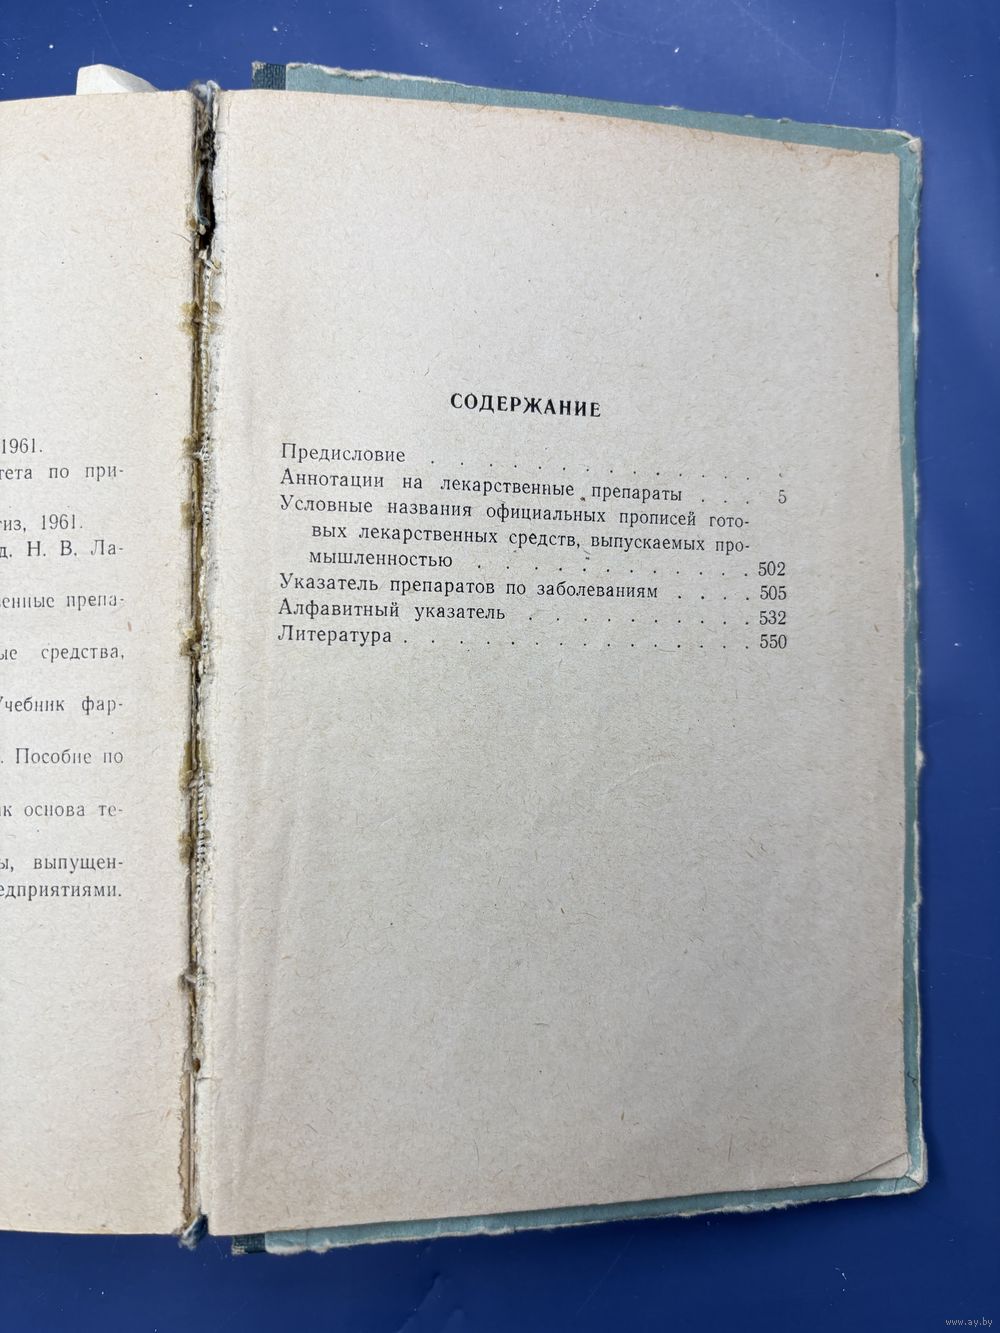 1961.
тета по при-
гиз, 1961.
д. Н. В. Ла-
венные препа-
ые средства,
Учебник фар-
. Пособие по
ак основа те-
ы, выпущен-
едприятиями.
СОДЕРЖАНИЕ
Предисловие . . . . . . . . . . . . .
Аннотации на лекарственные препараты . . . 5
Условные названия официальных прописей гото-
вых лекарственных средств, выпускаемых про-
мышленностью . . . . . . . . . . . 502
Указатель препаратов по заболеваниям . . . . 505
Алфавитный указатель . . . . . . . . . 532
Литература . . . . . . . . . . . . . 550
www.ay.by